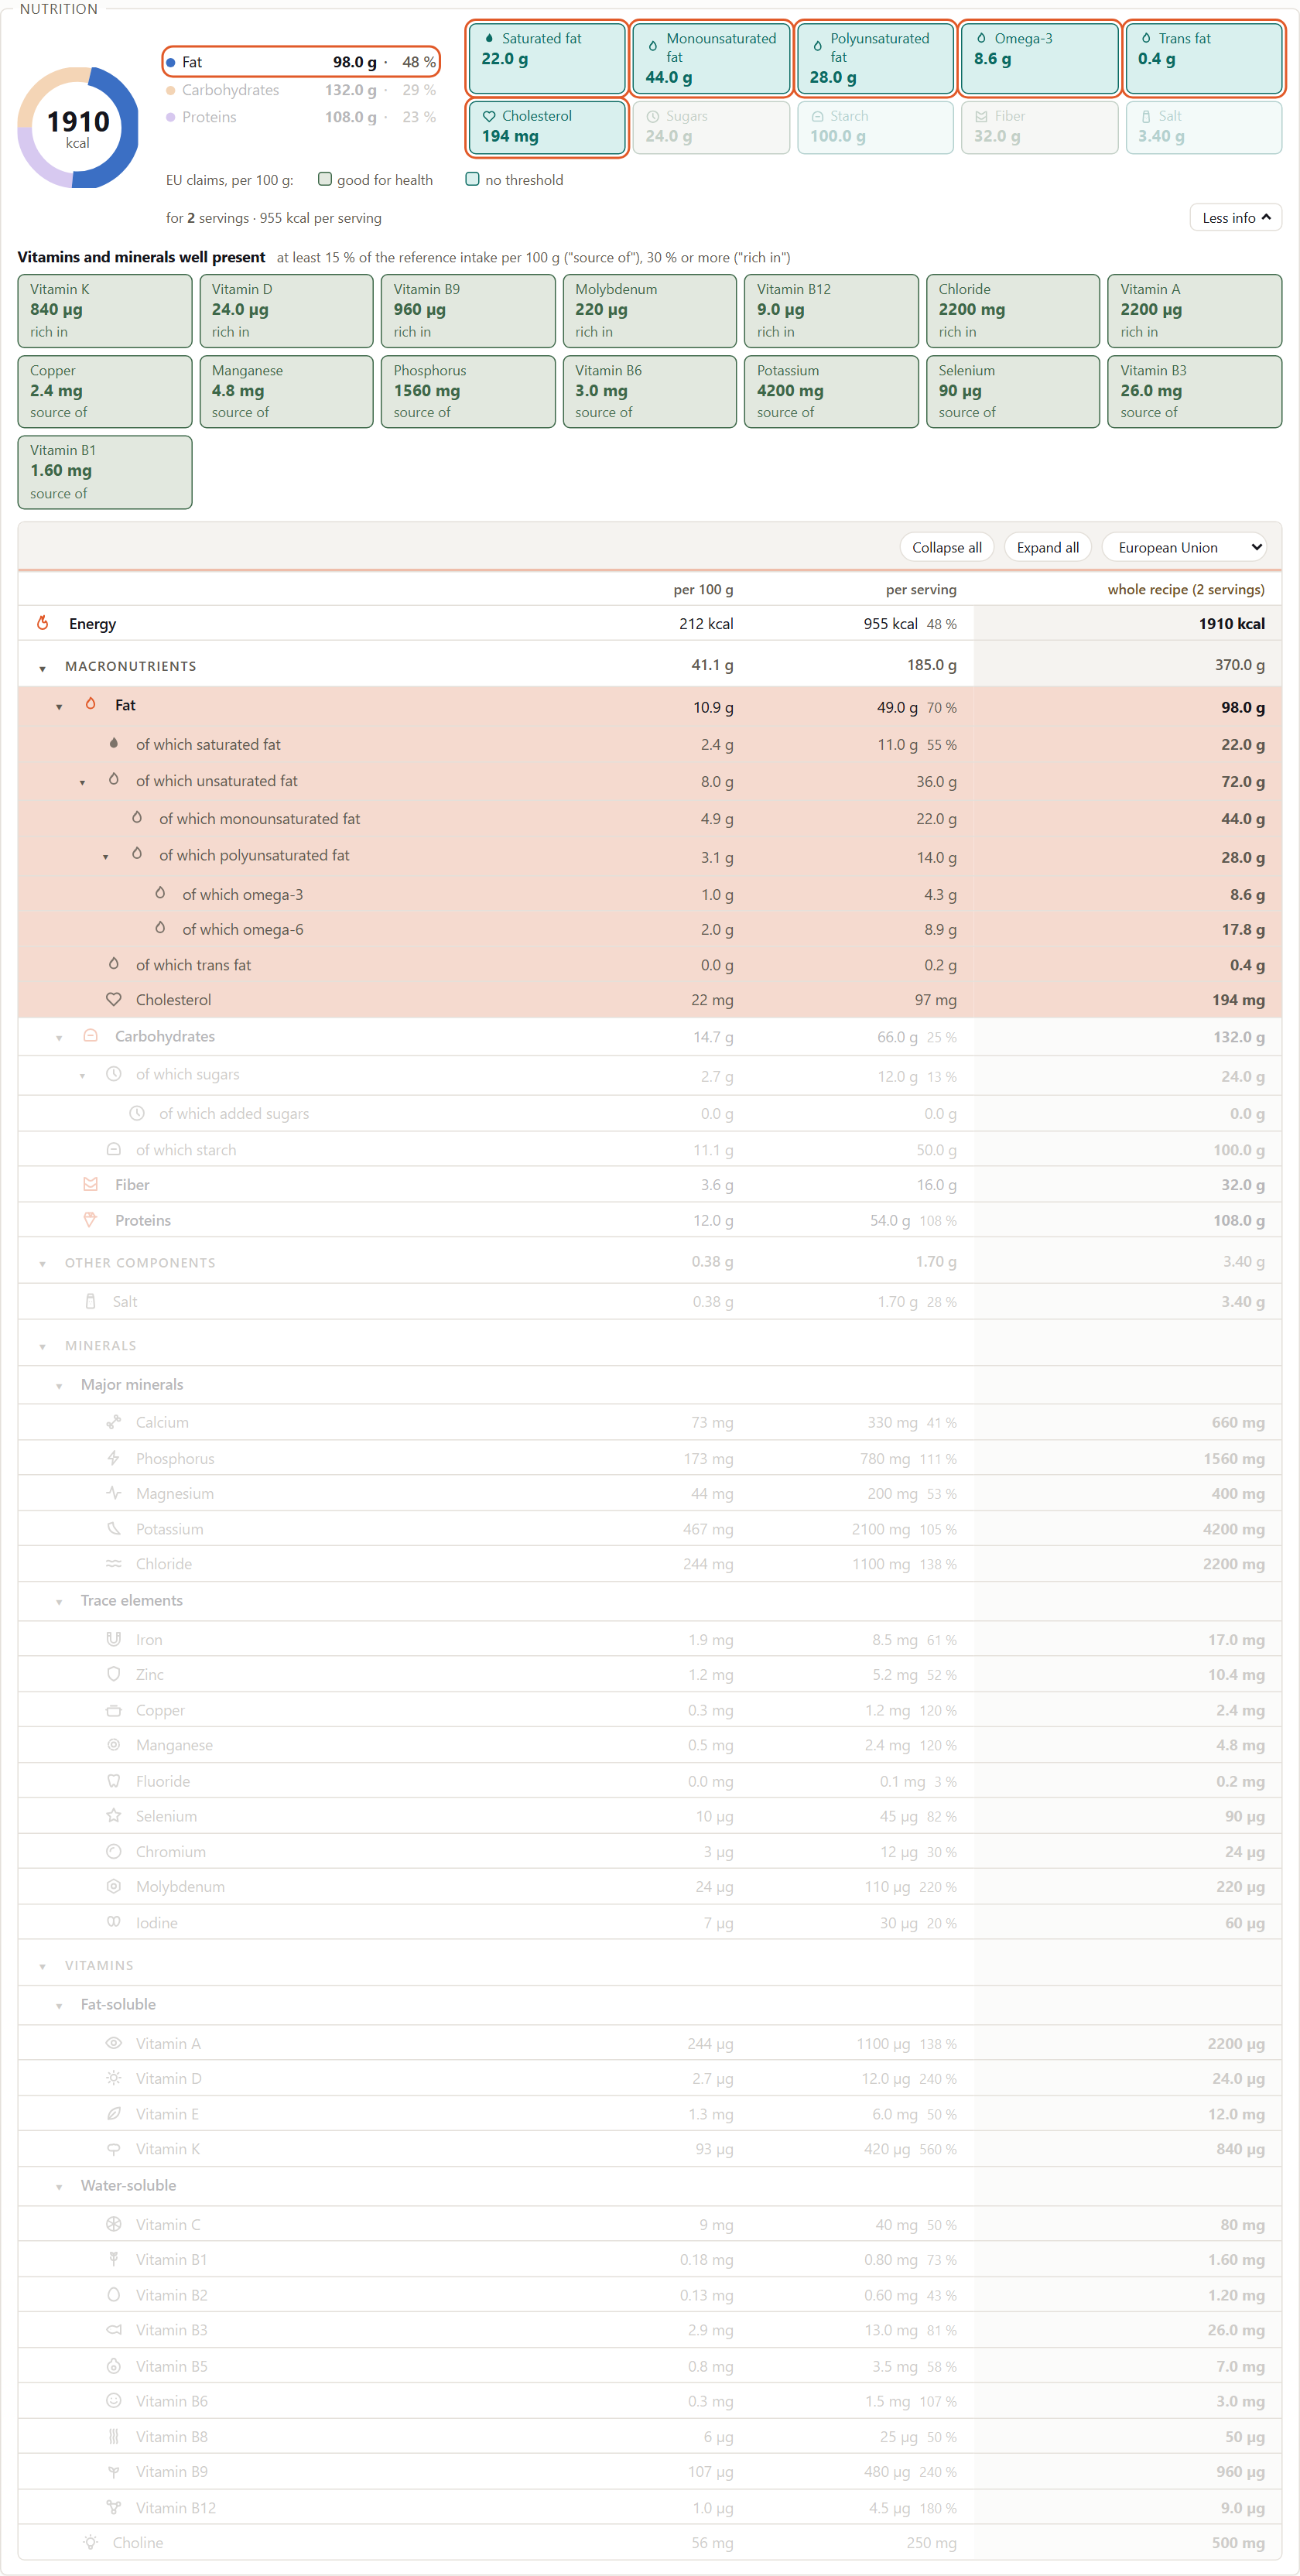 NUTRITION
1910
kcal
Fat 98.0 g · 48 %
Carbohydrates 132.0 g · 29 %
Proteins 108.0 g · 23 %
Saturated fat
22.0 g
Monounsaturated
fat
44.0 g
Polyunsaturated
fat
28.0 g
Omega-3
8.6 g
Trans fat
0.4 g
Cholesterol
194 mg
Sugars
24.0 g
Starch
100.0 g
Fiber
32.0 g
Salt
3.40 g
EU claims, per 100 g: good for health no threshold
for 2 servings · 955 kcal per serving
Less info
Vitamins and minerals well present at least 15 % of the reference intake per 100 g ("source of"), 30 % or more ("rich in")
Vitamin K
840 µg
rich in
Vitamin D
24.0 µg
rich in
Vitamin B9
960 µg
rich in
Molybdenum
220 µg
rich in
Vitamin B12
9.0 µg
rich in
Chloride
2200 mg
rich in
Vitamin A
2200 µg
rich in
Copper
2.4 mg
source of
Manganese
4.8 mg
source of
Phosphorus
1560 mg
source of
Vitamin B6
3.0 mg
source of
Potassium
4200 mg
source of
Selenium
90 µg
source of
Vitamin B3
26.0 mg
source of
Vitamin B1
1.60 mg
source of
Collapse all Expand all European Union
per 100 g per serving whole recipe (2 servings)
Energy 212 kcal 955 kcal 48 % 1910 kcal
MACRONUTRIENTS 41.1 g 185.0 g 370.0 g
Fat 10.9 g 49.0 g 70 % 98.0 g
of which saturated fat 2.4 g 11.0 g 55 % 22.0 g
of which unsaturated fat 8.0 g 36.0 g 72.0 g
of which monounsaturated fat 4.9 g 22.0 g 44.0 g
of which polyunsaturated fat 3.1 g 14.0 g 28.0 g
of which omega-3 1.0 g 4.3 g 8.6 g
of which omega-6 2.0 g 8.9 g 17.8 g
of which trans fat 0.0 g 0.2 g 0.4 g
Cholesterol 22 mg 97 mg 194 mg
Carbohydrates 14.7 g 66.0 g 25 % 132.0 g
of which sugars 2.7 g 12.0 g 13 % 24.0 g
of which added sugars 0.0 g 0.0 g 0.0 g
of which starch 11.1 g 50.0 g 100.0 g
Fiber 3.6 g 16.0 g 32.0 g
Proteins 12.0 g 54.0 g 108 % 108.0 g
OTHER COMPONENTS 0.38 g 1.70 g 3.40 g
Salt 0.38 g 1.70 g 28 % 3.40 g
MINERALS
Major minerals
Calcium 73 mg 330 mg 41 % 660 mg
Phosphorus 173 mg 780 mg 111 % 1560 mg
Magnesium 44 mg 200 mg 53 % 400 mg
Potassium 467 mg 2100 mg 105 % 4200 mg
Chloride 244 mg 1100 mg 138 % 2200 mg
Trace elements
Iron 1.9 mg 8.5 mg 61 % 17.0 mg
Zinc 1.2 mg 5.2 mg 52 % 10.4 mg
Copper 0.3 mg 1.2 mg 120 % 2.4 mg
Manganese 0.5 mg 2.4 mg 120 % 4.8 mg
Fluoride 0.0 mg 0.1 mg 3 % 0.2 mg
Selenium 10 µg 45 µg 82 % 90 µg
Chromium 3 µg 12 µg 30 % 24 µg
Molybdenum 24 µg 110 µg 220 % 220 µg
Iodine 7 µg 30 µg 20 % 60 µg
VITAMINS
Fat-soluble
Vitamin A 244 µg 1100 µg 138 % 2200 µg
Vitamin D 2.7 µg 12.0 µg 240 % 24.0 µg
Vitamin E 1.3 mg 6.0 mg 50 % 12.0 mg
Vitamin K 93 µg 420 µg 560 % 840 µg
Water-soluble
Vitamin C 9 mg 40 mg 50 % 80 mg
Vitamin B1 0.18 mg 0.80 mg 73 % 1.60 mg
Vitamin B2 0.13 mg 0.60 mg 43 % 1.20 mg
Vitamin B3 2.9 mg 13.0 mg 81 % 26.0 mg
Vitamin B5 0.8 mg 3.5 mg 58 % 7.0 mg
Vitamin B6 0.3 mg 1.5 mg 107 % 3.0 mg
Vitamin B8 6 µg 25 µg 50 % 50 µg
Vitamin B9 107 µg 480 µg 240 % 960 µg
Vitamin B12 1.0 µg 4.5 µg 180 % 9.0 µg
Choline 56 mg 250 mg 500 mg